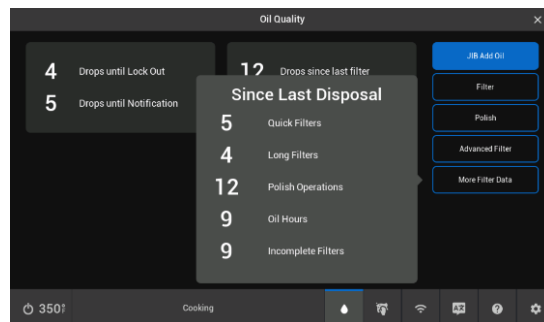 Oil Quality
JIB Add Oil
4 Drops until Lock Out
12 Drops since last filter
5 Drops until Notification
Filter
Polish
Advanced Filter
More Filter Data
Since Last Disposal
5 Quick Filters
4 Long Filters
12 Polish Operations
9 Oil Hours
9 Incomplete Filters
350°F
Cooking